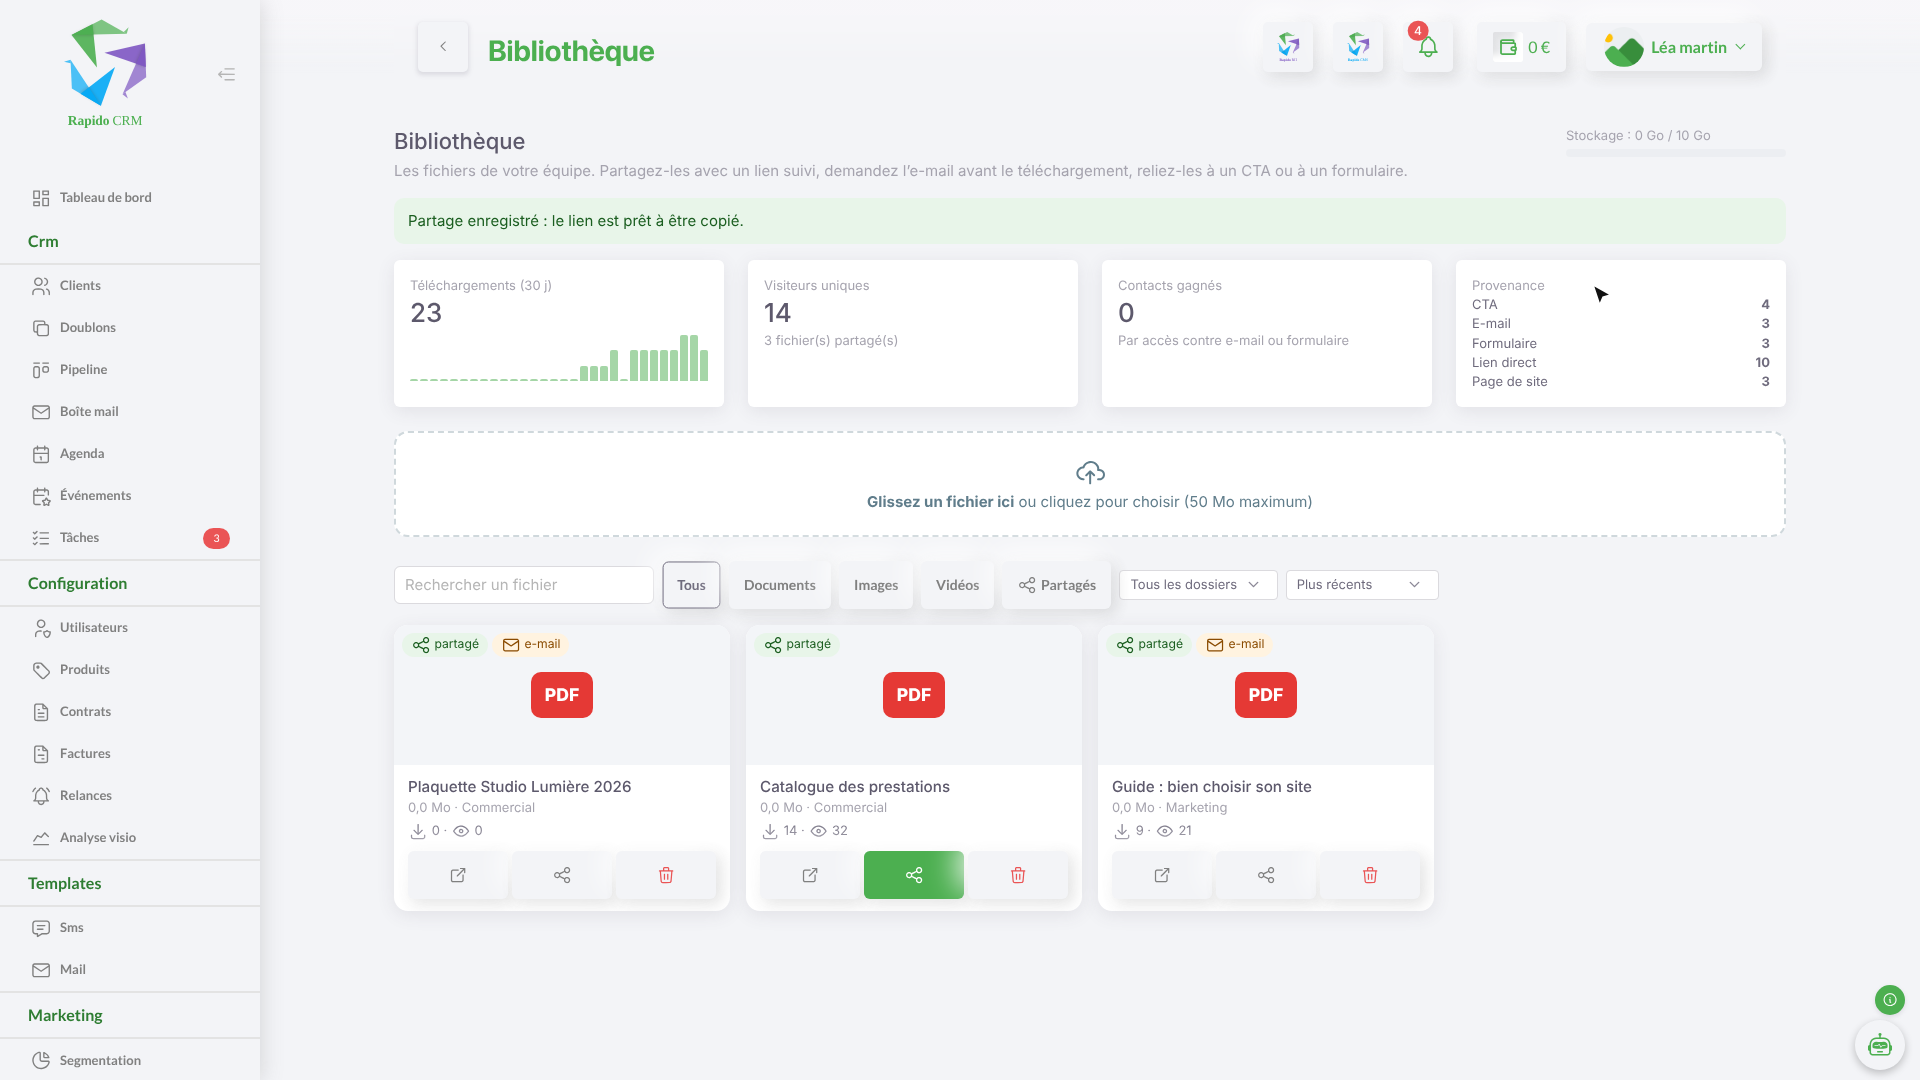 Rapido CRM
Tableau de bord
Crm
Clients
Doublons
Pipeline
Boîte mail
Agenda
Événements
Tâches 3
Configuration
Utilisateurs
Produits
Contrats
Factures
Relances
Analyse visio
Templates
Sms
Mail
Marketing
Segmentation
Bibliothèque
4
0 €
Léa martin
Bibliothèque
Stockage : 0 Go / 10 Go
Les fichiers de votre équipe. Partagez-les avec un lien suivi, demandez l'e-mail avant le téléchargement, reliez-les à un CTA ou à un formulaire.
Partage enregistré : le lien est prêt à être copié.
Téléchargements (30 j)
23
Visiteurs uniques
14
3 fichier(s) partagé(s)
Contacts gagnés
0
Par accès contre e-mail ou formulaire
Provenance
CTA 4
E-mail 3
Formulaire 3
Lien direct 10
Page de site 3
Glissez un fichier ici ou cliquez pour choisir (50 Mo maximum)
Rechercher un fichier Tous Documents Images Vidéos Partagés Tous les dossiers Plus récents
partagé e-mail
PDF
Plaquette Studio Lumière 2026
0,0 Mo · Commercial
0 · 0
partagé
PDF
Catalogue des prestations
0,0 Mo · Commercial
14 · 32
partagé e-mail
PDF
Guide : bien choisir son site
0,0 Mo · Marketing
9 · 21